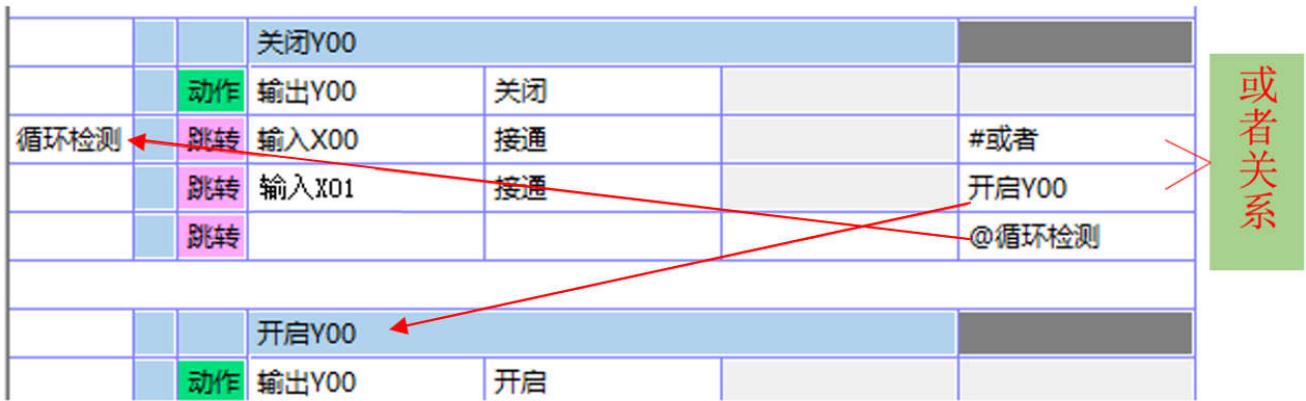 关闭Y00
动作 输出Y00 关闭
循环检测 跳转 输入X00 接通 #或者
跳转 输入X01 接通 开启Y00
跳转 @循环检测
开启Y00
动作 输出Y00 开启
或者关系